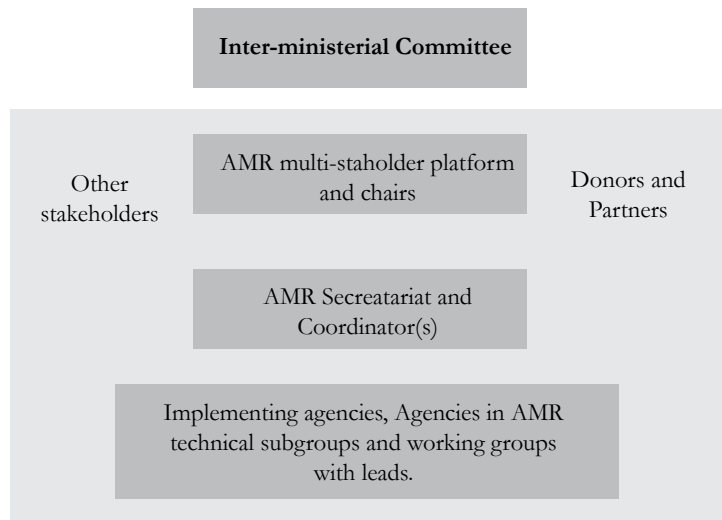 Inter-ministerial Committee
AMR multi-staholder platform
and chairs
Other
stakeholders
Donors and
Partners
AMR Secreatariat and
Coordinator(s)
Implementing agencies, Agencies in AMR
technical subgroups and working groups
with leads.